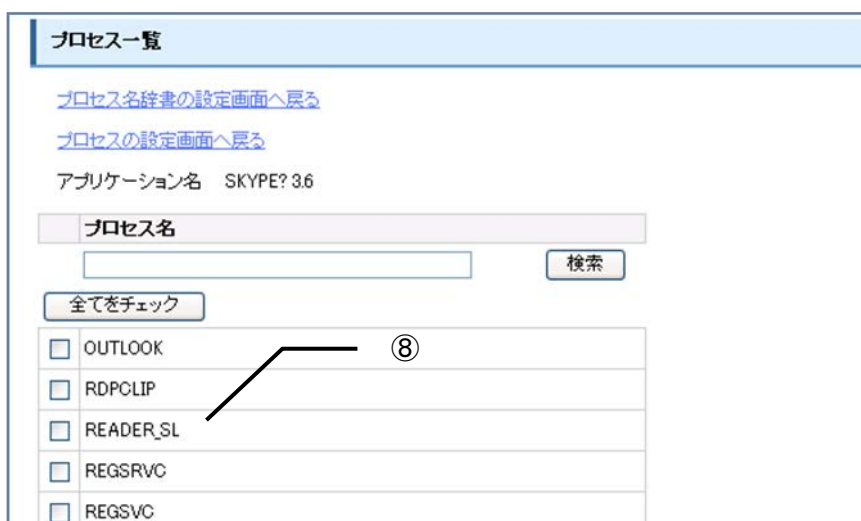 プロセス一覧
プロセス名辞書の設定画面へ戻る
プロセスの設定画面へ戻る
アプリケーション名 SKYPE? 3.6
プロセス名
検索
全てをチェック
OUTLOOK
⑧
RDPCLIP
READER_SL
REGSRVC
REGSVC